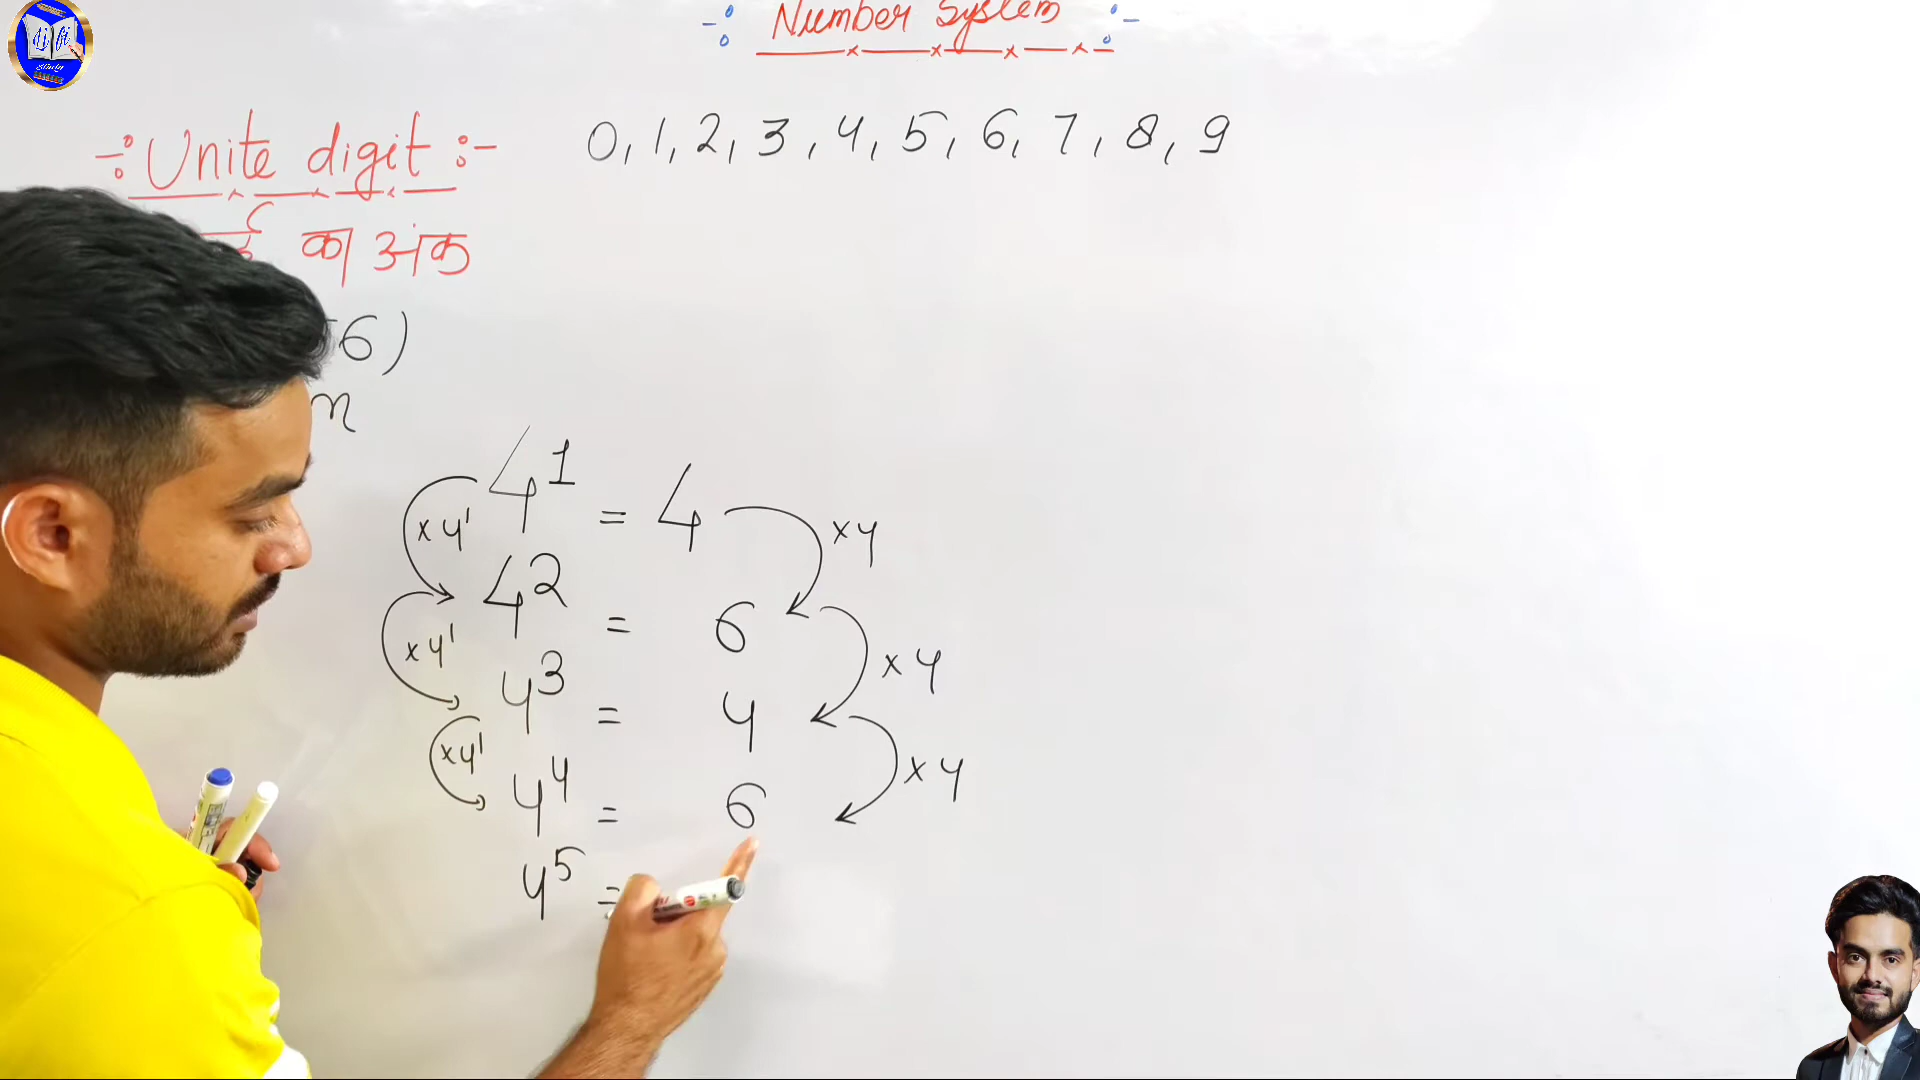 Number System
Unite digit
का अंक
0, 1, 2, 3, 4, 5, 6, 7, 8, 9
6)
n
4¹ = 4
×4¹ ×4
4² = 6
×4¹ ×4
4³ = 4
×4¹ ×4
4⁴ = 6
4⁵ =
Study